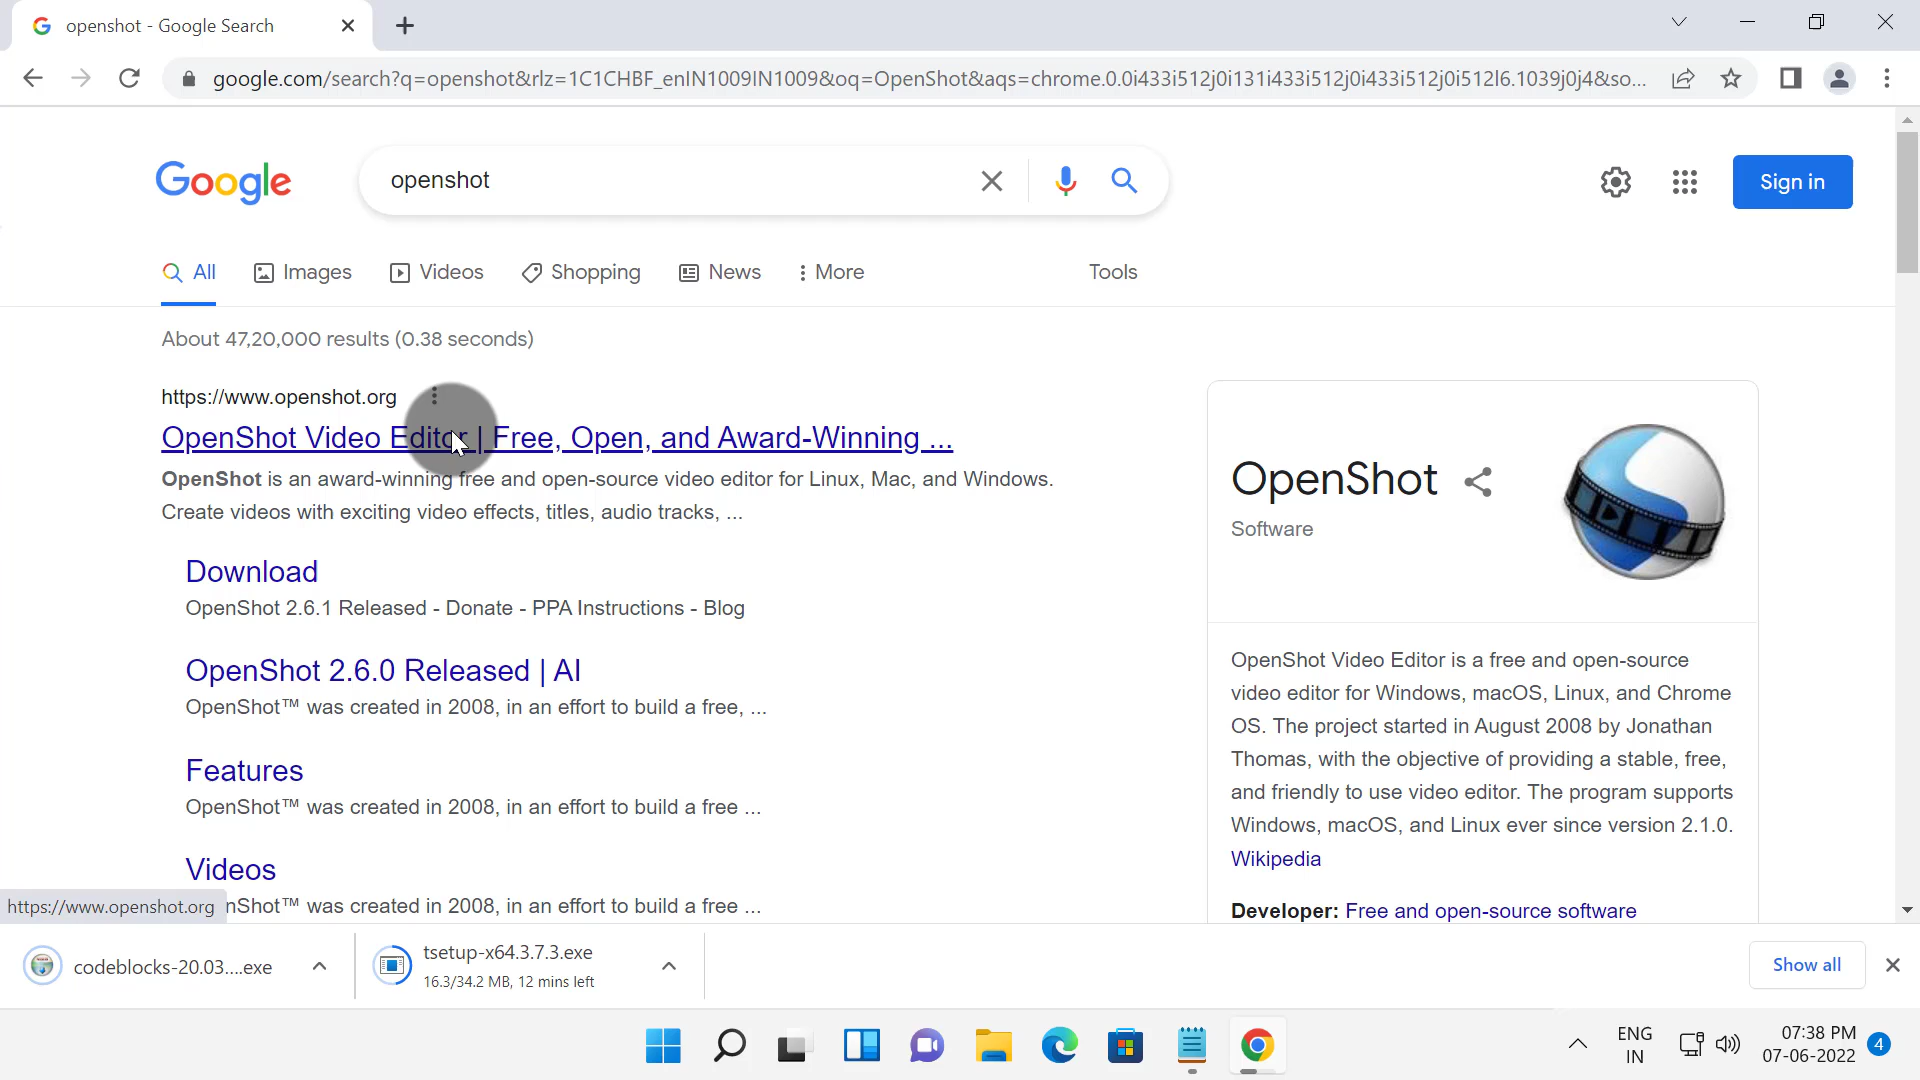 openshot - Google Search
google.com/search?q=openshot&rlz=1C1CHBF_enIN1009IN1009&oq=OpenShot&aqs=chrome.0.0i433i512j0i131i433i512j0i433i512j0i512l6.1039j0j4&so...
Google
openshot
Sign in
All Images Videos Shopping News More Tools
About 47,20,000 results (0.38 seconds)
https://www.openshot.org
OpenShot Video Editor | Free, Open, and Award-Winning ...
OpenShot is an award-winning free and open-source video editor for Linux, Mac, and Windows.
Create videos with exciting video effects, titles, audio tracks, ...
Download
OpenShot 2.6.1 Released - Donate - PPA Instructions - Blog
OpenShot 2.6.0 Released | AI
OpenShot™ was created in 2008, in an effort to build a free, ...
Features
OpenShot™ was created in 2008, in an effort to build a free ...
Videos
nShot™ was created in 2008, in an effort to build a free ...
https://www.openshot.org
OpenShot
Software
OpenShot Video Editor is a free and open-source
video editor for Windows, macOS, Linux, and Chrome
OS. The project started in August 2008 by Jonathan
Thomas, with the objective of providing a stable, free,
and friendly to use video editor. The program supports
Windows, macOS, and Linux ever since version 2.1.0.
Wikipedia
Developer: Free and open-source software
codeblocks-20.03....exe
tsetup-x64.3.7.3.exe
16.3/34.2 MB, 12 mins left
Show all
ENG
IN
07:38 PM
07-06-2022
4